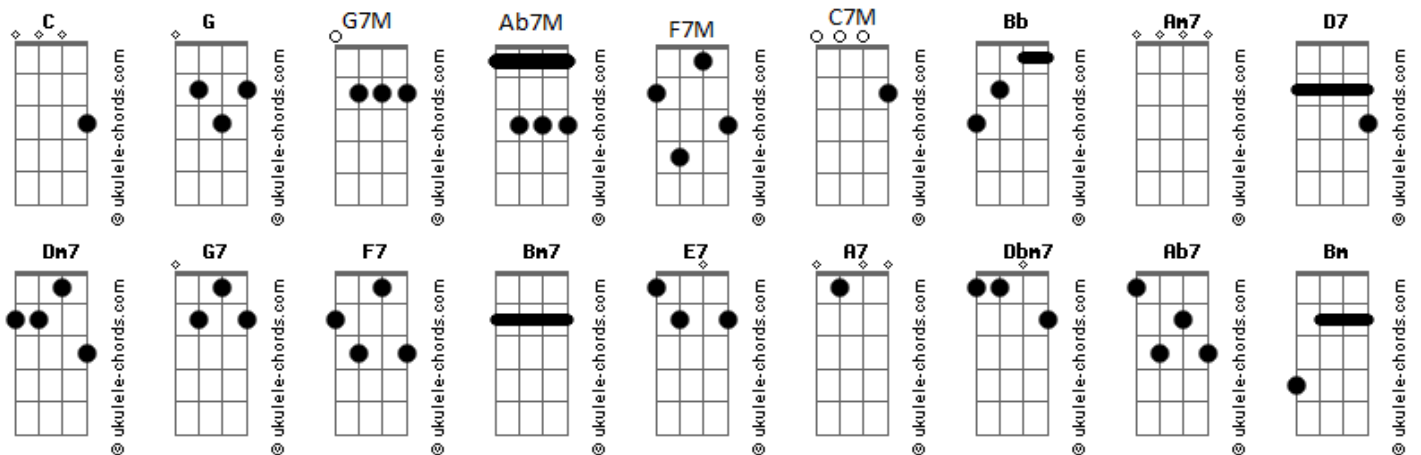 C G G7M Ab7M F7M C7M Bb Am7 D7
© ukulele-chords.com © ukulele-chords.com © ukulele-chords.com © ukulele-chords.com © ukulele-chords.com © ukulele-chords.com © ukulele-chords.com © ukulele-chords.com © ukulele-chords.com
Dm7 G7 F7 Bm7 E7 A7 Dbm7 Ab7 Bm
© ukulele-chords.com © ukulele-chords.com © ukulele-chords.com © ukulele-chords.com © ukulele-chords.com © ukulele-chords.com © ukulele-chords.com © ukulele-chords.com © ukulele-chords.com